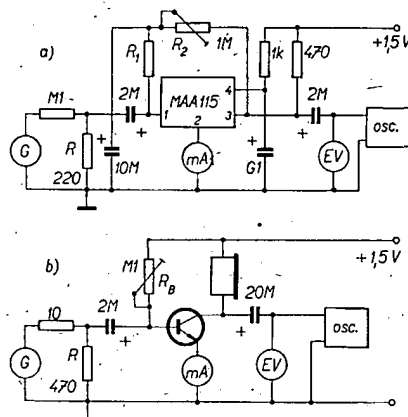 a)
R1
R2
1M
1k
470
+1,5V
M1
2M
MAA115
4
1
3
2
2M
G
R
220
10M
mA
G1
EV
osc.
b)
M1
RB
+1,5V
10
2M
20M
G
R
470
mA
EV
osc.